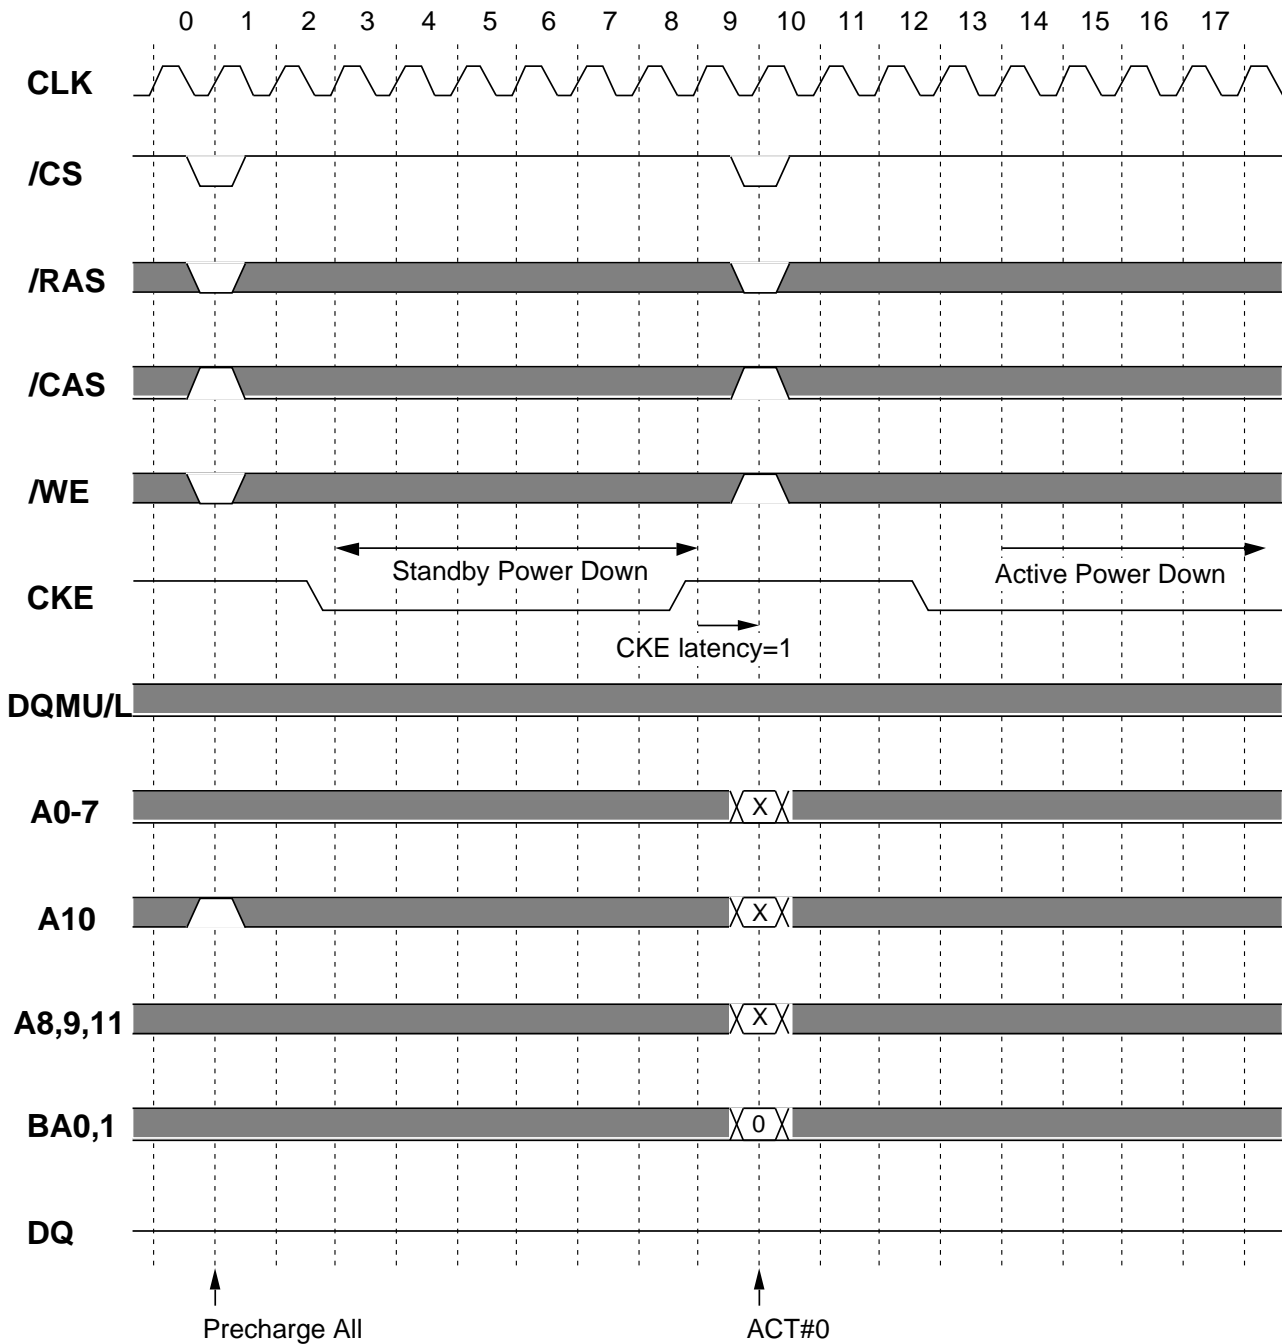 0 1 2 3 4 5 6 7 8 9 10 11 12 13 14 15 16 17
CLK
/CS
/RAS
/CAS
/WE
Standby Power Down
Active Power Down
CKE
CKE latency=1
DQMU/L
A0-7 X
A10 X
A8,9,11 X
BA0,1 0
DQ
Precharge All ACT#0